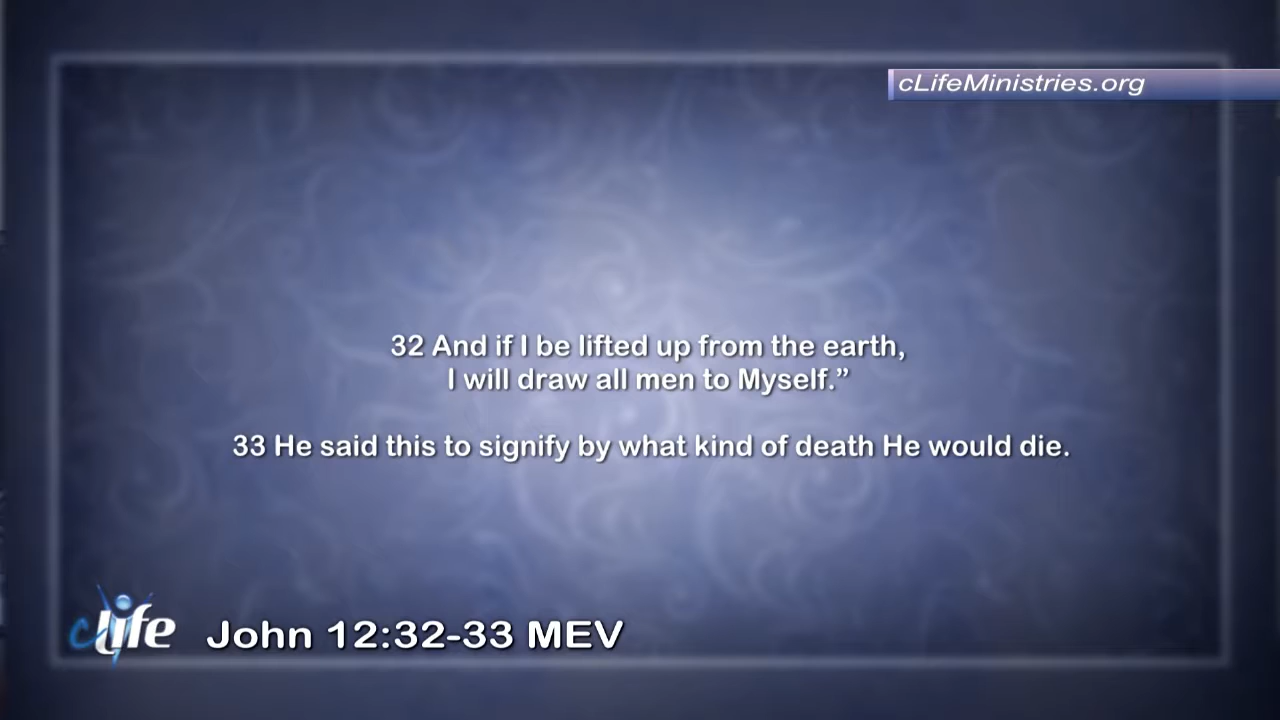 cLifeMinistries.org
32 And if I be lifted up from the earth,
I will draw all men to Myself.”
33 He said this to signify by what kind of death He would die.
cLife
John 12:32-33 MEV